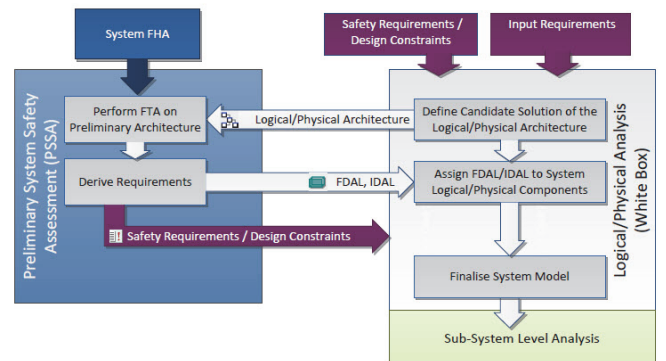 System FHA
Safety Requirements /
Design Constraints
Input Requirements
Preliminary System Safety
Assessment (PSSA)
Perform FTA on
Preliminary Architecture
Logical/Physical Architecture
Define Candidate Solution of the
Logical/Physical Architecture
Derive Requirements
FDAL, IDAL
Assign FDAL/IDAL to System
Logical/Physical Components
Safety Requirements / Design Constraints
Finalise System Model
Logical/Physical Analysis
(White Box)
Sub-System Level Analysis